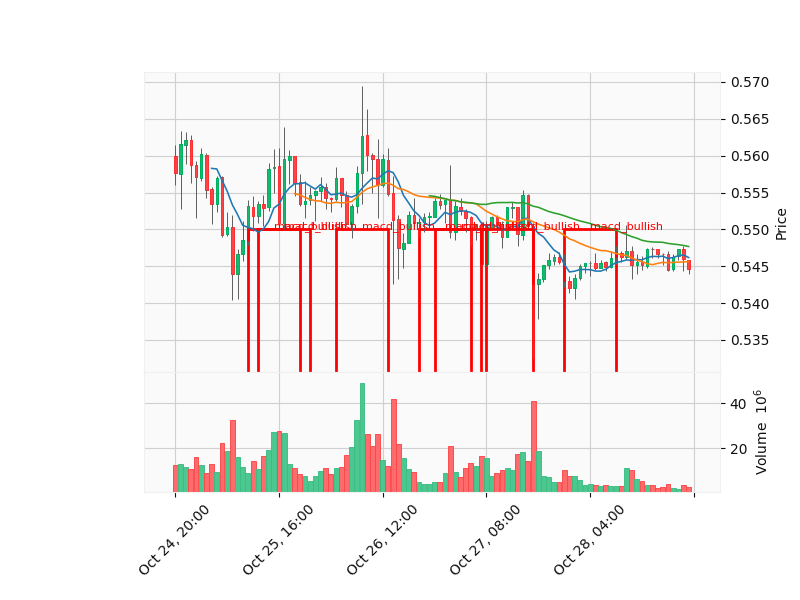 0.570
0.565
0.560
0.555
0.550
0.545
0.540
0.535
Price
macd_bullish
macd_bullish
macd_bullish
40
20
Volume 10⁶
Oct 24, 20:00
Oct 25, 16:00
Oct 26, 12:00
Oct 27, 08:00
Oct 28, 04:00